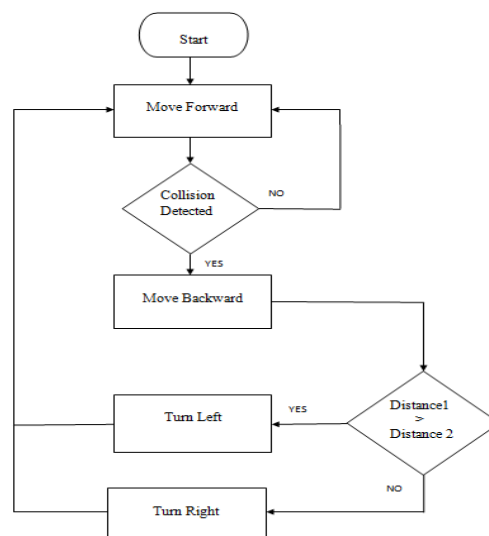 Start
Move Forward
Collision
Detected
NO
YES
Move Backward
Distance1
>
Distance 2
YES
Turn Left
NO
Turn Right